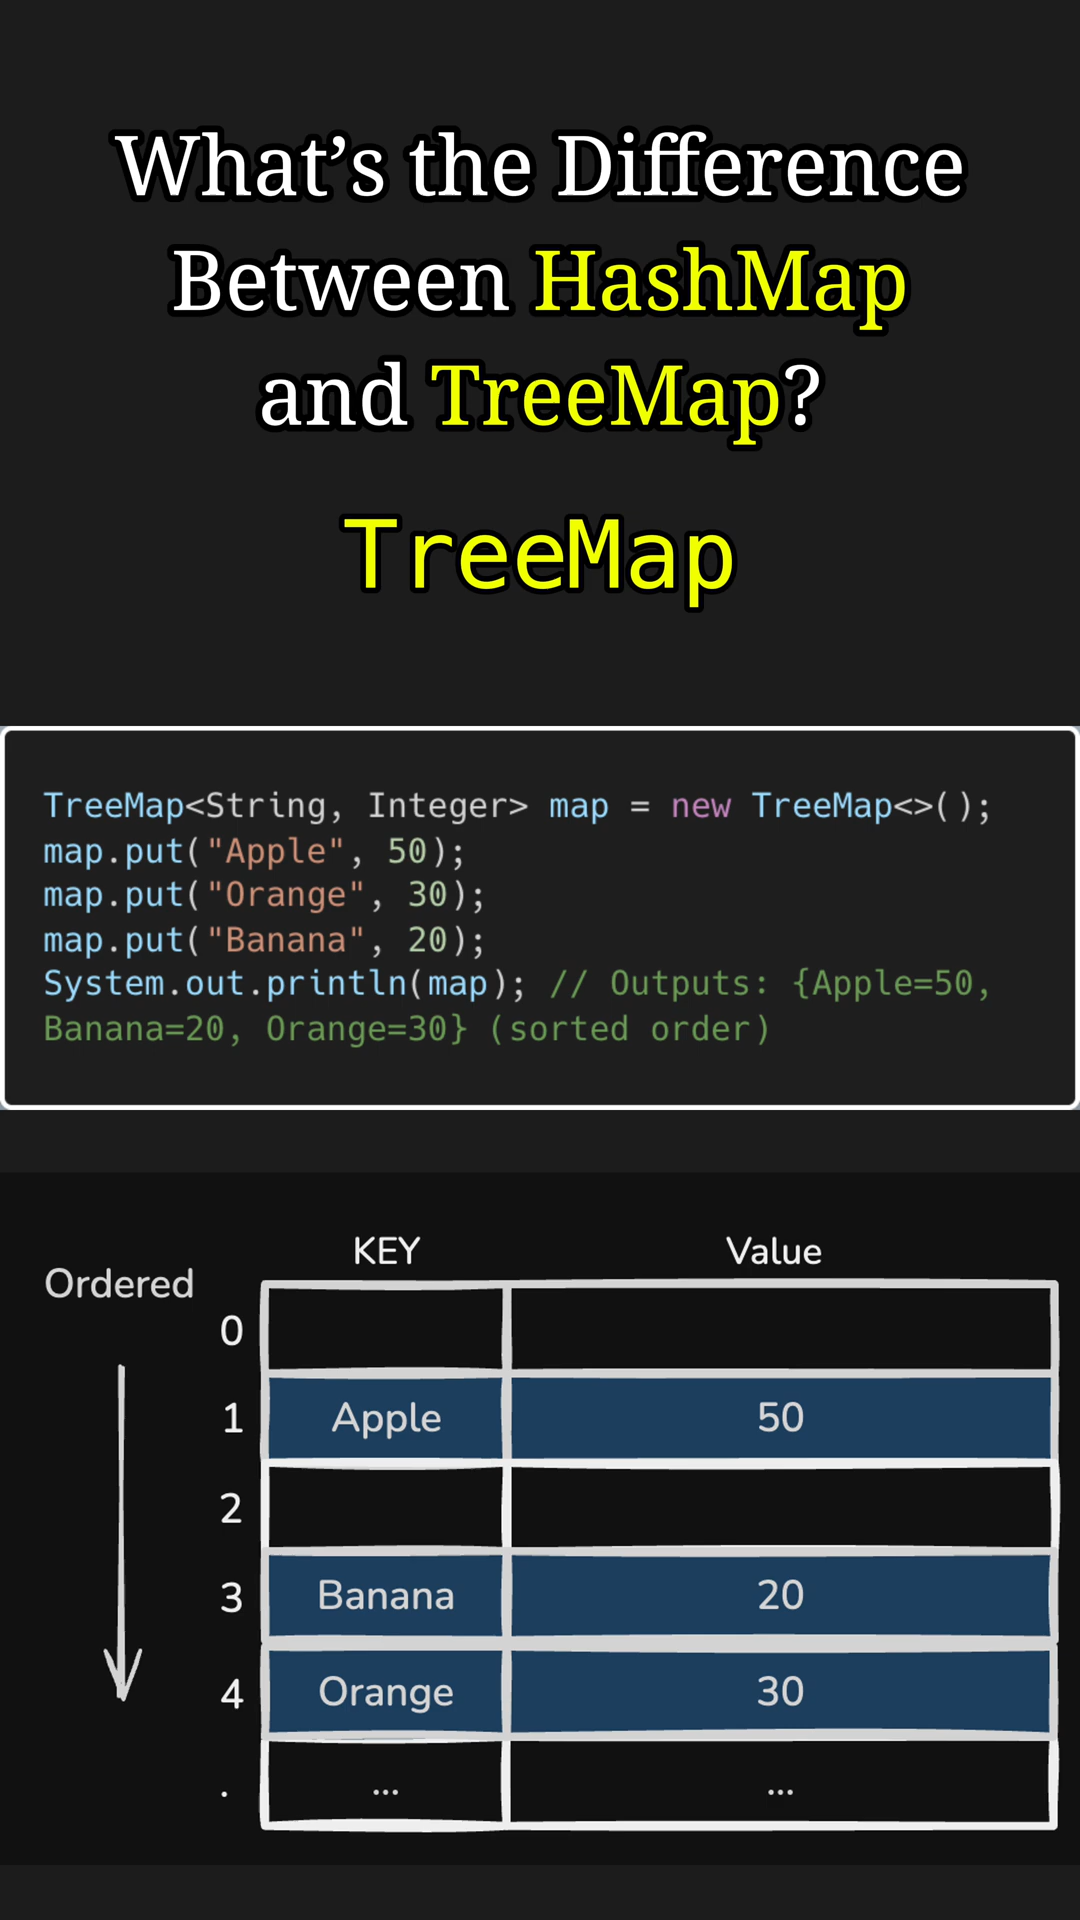 What’s the Difference
Between HashMap
and TreeMap?
TreeMap
TreeMap<String, Integer> map = new TreeMap<>();
map.put("Apple", 50);
map.put("Orange", 30);
map.put("Banana", 20);
System.out.println(map); // Outputs: {Apple=50,
Banana=20, Orange=30} (sorted order)
KEY Value
Ordered
0
1 Apple 50
2
3 Banana 20
4 Orange 30
. ... ...